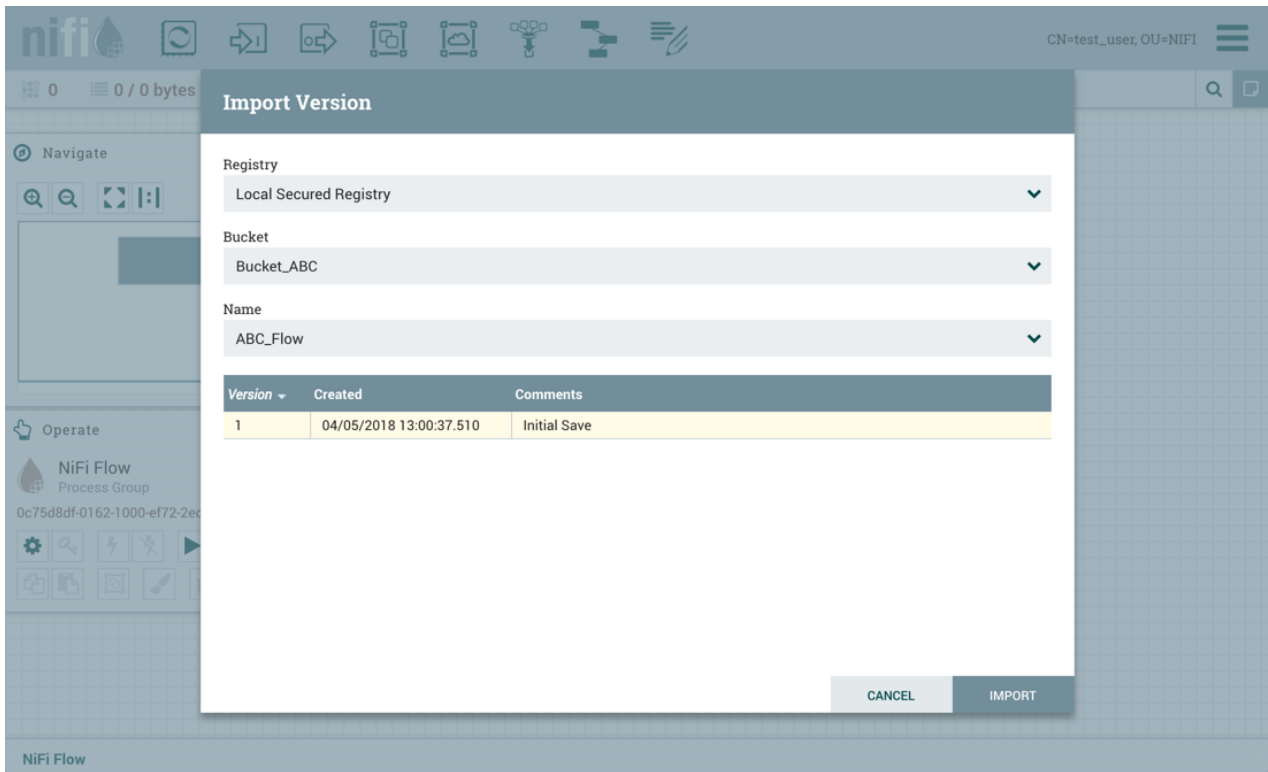 nifi
CN=test_user, OU=NIFI
0 0 / 0 bytes
Import Version
Navigate
Registry
Local Secured Registry
Bucket
Bucket_ABC
Name
ABC_Flow
Version Created Comments
1 04/05/2018 13:00:37.510 Initial Save
Operate
NiFi Flow
Process Group
0c75d8df-0162-1000-ef72-2ec
CANCEL IMPORT
NiFi Flow